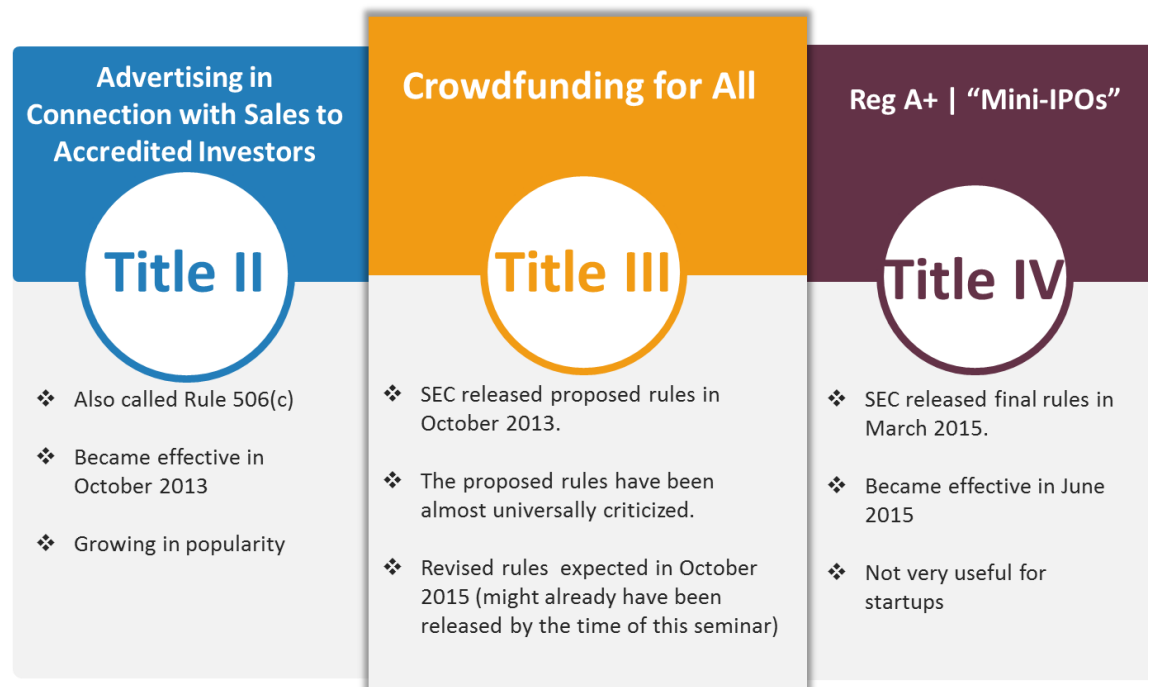 Advertising in
Connection with Sales to
Accredited Investors
Title II
❖ Also called Rule 506(c)
❖ Became effective in
October 2013
❖ Growing in popularity
Crowdfunding for All
Title III
❖ SEC released proposed rules in
October 2013.
❖ The proposed rules have been
almost universally criticized.
❖ Revised rules  expected in October
2015 (might already have been
released by the time of this seminar)
Reg A+ | “Mini-IPOs”
Title IV
❖ SEC released final rules in
March 2015.
❖ Became effective in June
2015
❖ Not very useful for
startups